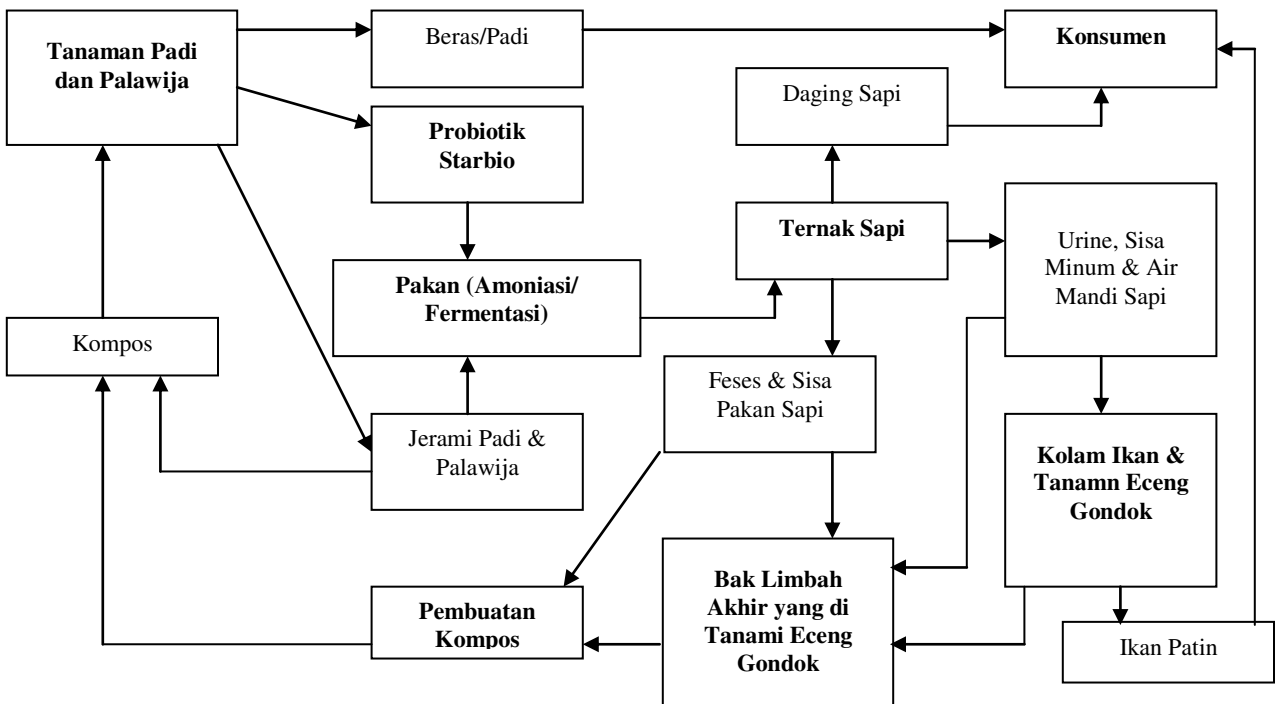 Tanaman Padi
dan Palawija
Beras/Padi
Konsumen
Daging Sapi
Probiotik
Starbio
Ternak Sapi
Urine, Sisa
Minum & Air
Mandi Sapi
Pakan (Amoniasi/
Fermentasi)
Kompos
Feses & Sisa
Pakan Sapi
Jerami Padi &
Palawija
Kolam Ikan &
Tanamn Eceng
Gondok
Bak Limbah
Akhir yang di
Tanami Eceng
Gondok
Pembuatan
Kompos
Ikan Patin